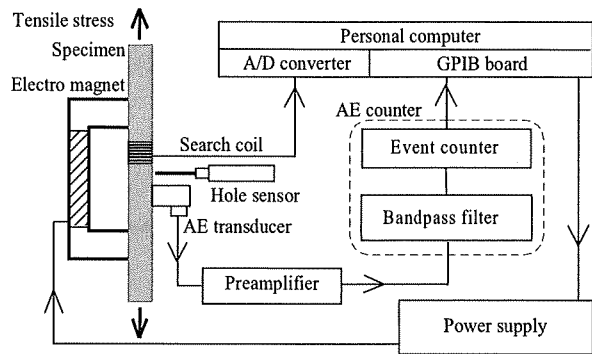 Tensile stress
Specimen
Electro magnet
Personal computer
A/D converter
GPIB board
AE counter
Search coil
Event counter
Hole sensor
AE transducer
Bandpass filter
Preamplifier
Power supply